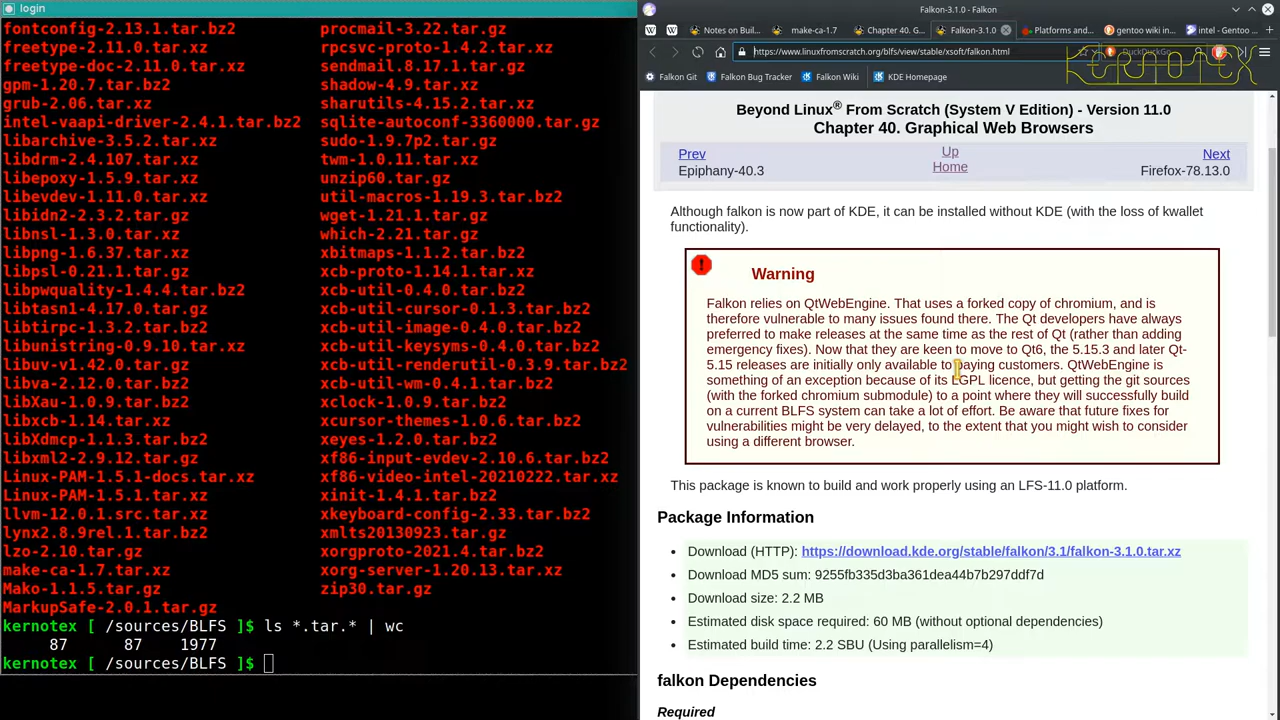 login
fontconfig-2.13.1.tar.bz2 procmail-3.22.tar.gz
freetype-2.11.0.tar.xz rpcsvc-proto-1.4.2.tar.xz
freetype-doc-2.11.0.tar.xz sendmail.8.17.1.tar.gz
gpm-1.20.7.tar.bz2 shadow-4.9.tar.xz
grub-2.06.tar.xz sharutils-4.15.2.tar.xz
intel-vaapi-driver-2.4.1.tar.bz2 sqlite-autoconf-3360000.tar.gz
libarchive-3.5.2.tar.xz sudo-1.9.7p2.tar.gz
libdrm-2.4.107.tar.xz twm-1.0.11.tar.xz
libepoxy-1.5.9.tar.xz unzip60.tar.gz
libevdev-1.11.0.tar.xz util-macros-1.19.3.tar.bz2
libidn2-2.3.2.tar.gz wget-1.21.1.tar.gz
libnsl-1.3.0.tar.xz which-2.21.tar.gz
libpng-1.6.37.tar.xz xbitmaps-1.1.2.tar.bz2
libpsl-0.21.1.tar.gz xcb-proto-1.14.1.tar.xz
libpwquality-1.4.4.tar.bz2 xcb-util-0.4.0.tar.bz2
libtasn1-4.17.0.tar.gz xcb-util-cursor-0.1.3.tar.bz2
libtirpc-1.3.2.tar.bz2 xcb-util-image-0.4.0.tar.bz2
libunistring-0.9.10.tar.xz xcb-util-keysyms-0.4.0.tar.bz2
libuv-v1.42.0.tar.gz xcb-util-renderutil-0.3.9.tar.bz2
libva-2.12.0.tar.bz2 xcb-util-wm-0.4.1.tar.bz2
libXau-1.0.9.tar.bz2 xclock-1.0.9.tar.bz2
libxcb-1.14.tar.xz xcursor-themes-1.0.6.tar.bz2
libXdmcp-1.1.3.tar.bz2 xeyes-1.2.0.tar.bz2
libxml2-2.9.12.tar.gz xf86-input-evdev-2.10.6.tar.bz2
Linux-PAM-1.5.1-docs.tar.xz xf86-video-intel-20210222.tar.xz
Linux-PAM-1.5.1.tar.xz xinit-1.4.1.tar.bz2
llvm-12.0.1.src.tar.xz xkeyboard-config-2.33.tar.bz2
lynx2.8.9rel.1.tar.bz2 xmlts20130923.tar.gz
lzo-2.10.tar.gz xorgproto-2021.4.tar.bz2
make-ca-1.7.tar.xz xorg-server-1.20.13.tar.xz
Mako-1.1.5.tar.gz zip30.tar.gz
MarkupSafe-2.0.1.tar.gz
kernotex [ /sources/BLFS ]$ ls *.tar.* | wc
87 87 1977
kernotex [ /sources/BLFS ]$
Falkon-3.1.0 - Falkon
Notes on Buil... make-ca-1.7 Chapter 40. G... Falkon-3.1.0 Platforms and... gentoo wiki in... intel - Gentoo ...
https://www.linuxfromscratch.org/blfs/view/stable/xsoft/falkon.html
KERNOTEX
Falkon Git Falkon Bug Tracker Falkon Wiki KDE Homepage
Beyond Linux® From Scratch (System V Edition) - Version 11.0
Chapter 40. Graphical Web Browsers
Prev Up Next
Epiphany-40.3 Home Firefox-78.13.0
Although falkon is now part of KDE, it can be installed without KDE (with the loss of kwallet
functionality).
Warning
Falkon relies on QtWebEngine. That uses a forked copy of chromium, and is
therefore vulnerable to many issues found there. The Qt developers have always
preferred to make releases at the same time as the rest of Qt (rather than adding
emergency fixes). Now that they are keen to move to Qt6, the 5.15.3 and later Qt-
5.15 releases are initially only available to paying customers. QtWebEngine is
something of an exception because of its LGPL licence, but getting the git sources
(with the forked chromium submodule) to a point where they will successfully build
on a current BLFS system can take a lot of effort. Be aware that future fixes for
vulnerabilities might be very delayed, to the extent that you might wish to consider
using a different browser.
This package is known to build and work properly using an LFS-11.0 platform.
Package Information
• Download (HTTP): https://download.kde.org/stable/falkon/3.1/falkon-3.1.0.tar.xz
• Download MD5 sum: 9255fb335d3ba361dea44b7b297ddf7d
• Download size: 2.2 MB
• Estimated disk space required: 60 MB (without optional dependencies)
• Estimated build time: 2.2 SBU (Using parallelism=4)
falkon Dependencies
Required